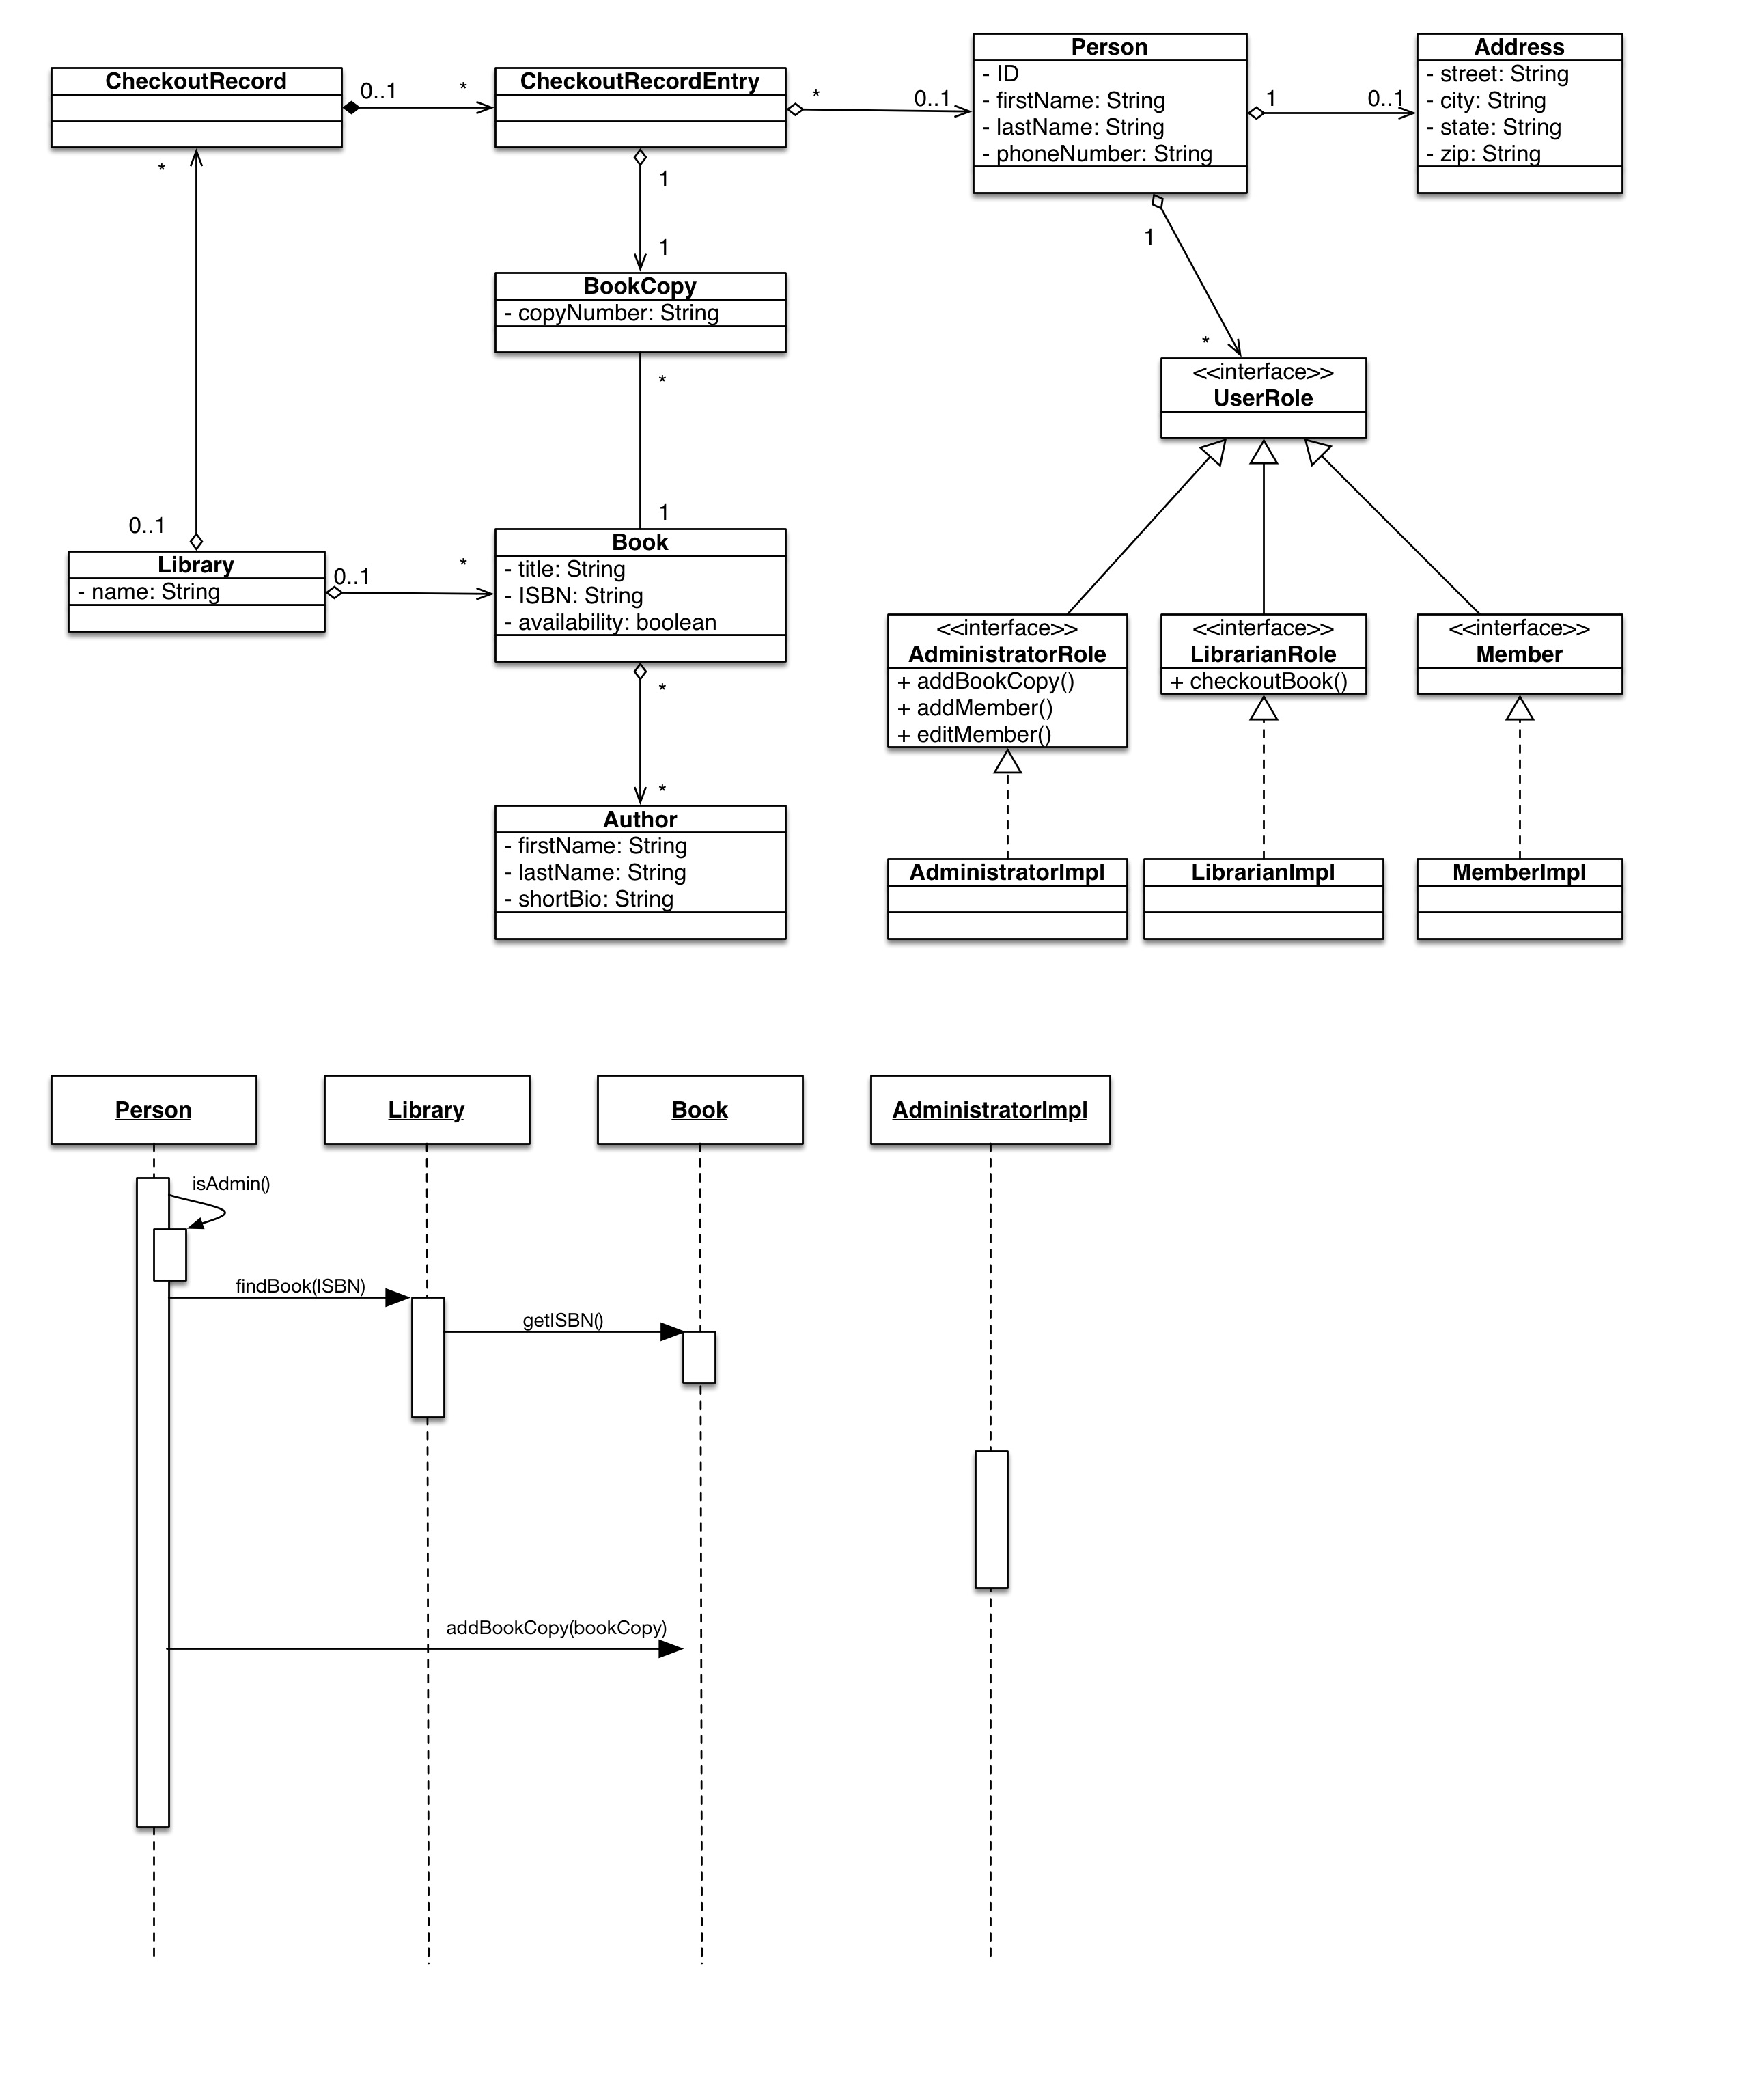 CheckoutRecord
0..1
*
CheckoutRecordEntry
*
0..1
Person
- ID
- firstName: String
- lastName: String
- phoneNumber: String
1
0..1
Address
- street: String
- city: String
- state: String
- zip: String
*
1
1
1
BookCopy
- copyNumber: String
*
<<interface>>
UserRole
*
1
0..1
Library
- name: String
0..1
*
Book
- title: String
- ISBN: String
- availability: boolean
*
*
<<interface>>
AdministratorRole
+ addBookCopy()
+ addMember()
+ editMember()
<<interface>>
LibrarianRole
+ checkoutBook()
<<interface>>
Member
Author
- firstName: String
- lastName: String
- shortBio: String
AdministratorImpl
LibrarianImpl
MemberImpl
Person
Library
Book
AdministratorImpl
isAdmin()
findBook(ISBN)
getISBN()
addBookCopy(bookCopy)